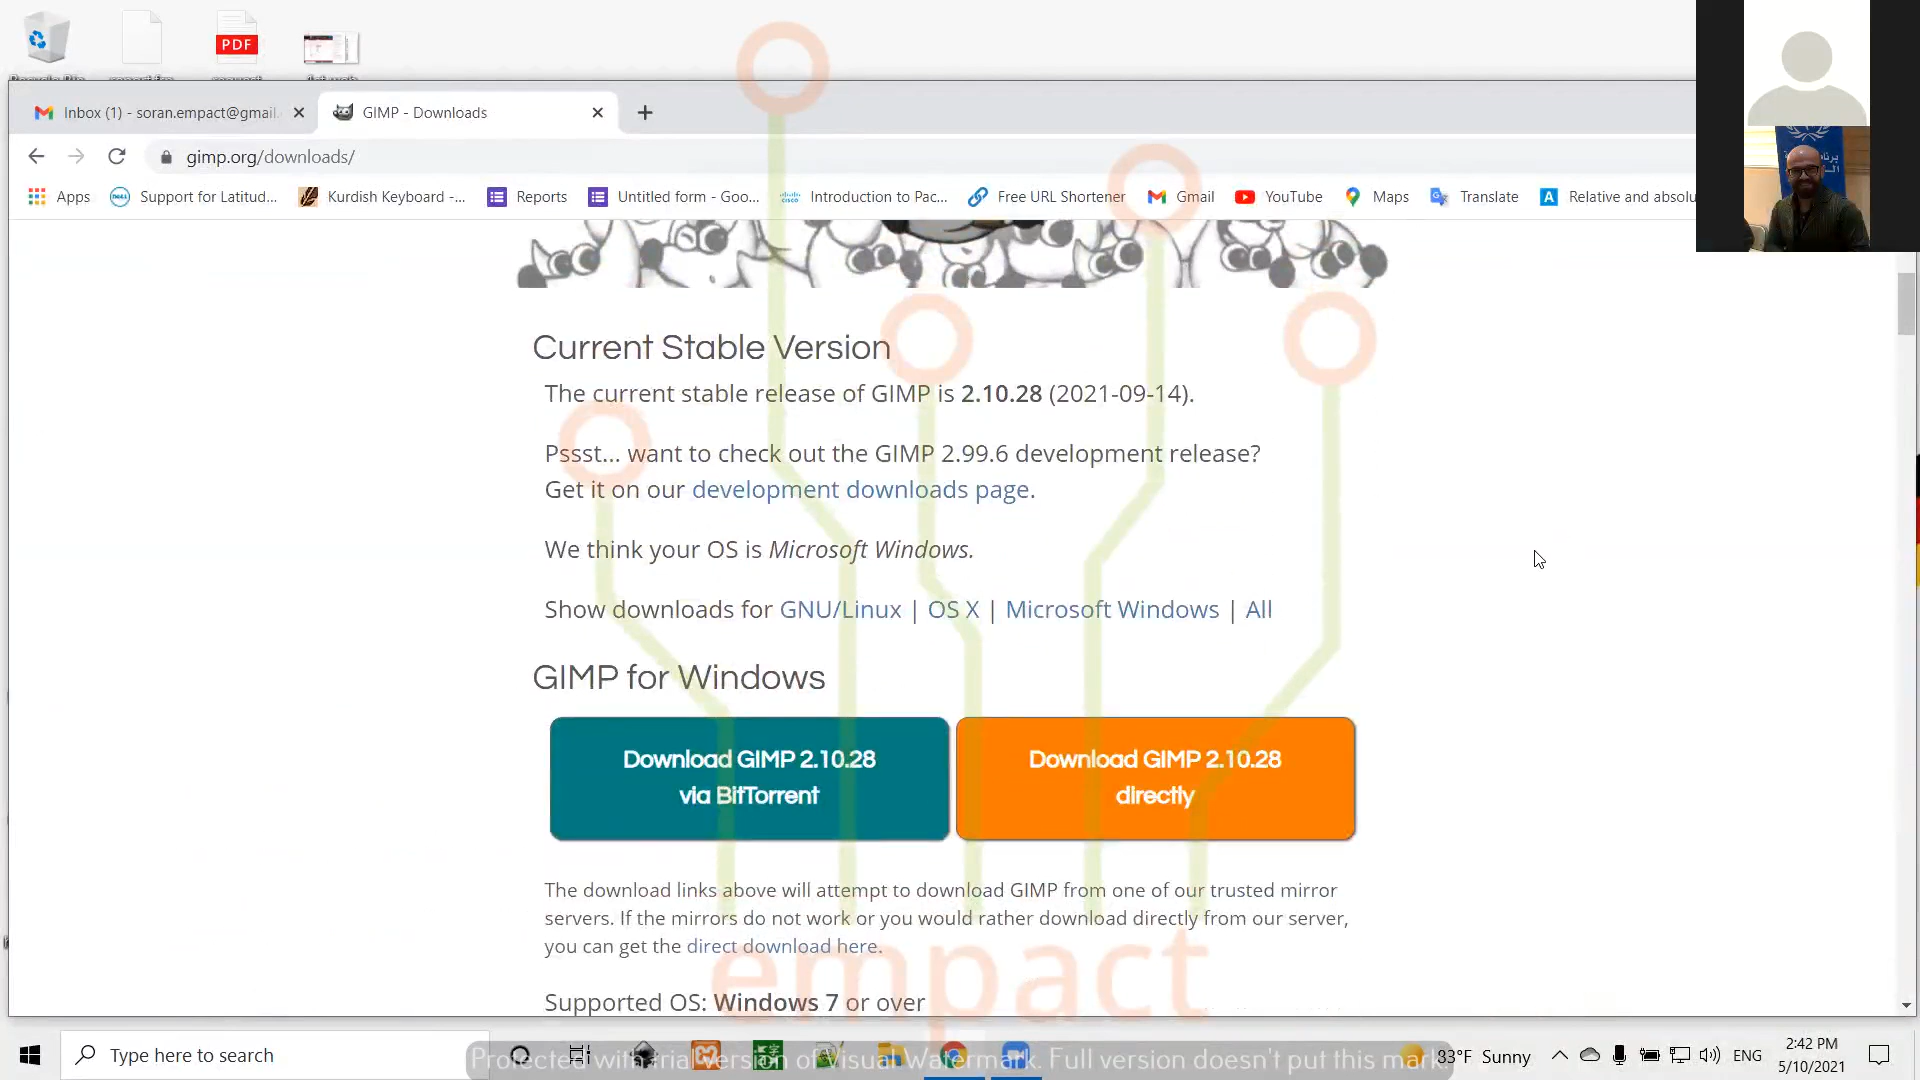 PDF
Inbox (1) - soran.empact@gmail.
GIMP - Downloads
gimp.org/downloads/
Apps
Support for Latitud...
Kurdish Keyboard -...
Reports
Untitled form - Goo...
Introduction to Pac...
Free URL Shortener
Gmail
YouTube
Maps
Translate
Relative and absolu
Current Stable Version
The current stable release of GIMP is 2.10.28 (2021-09-14).
Pssst... want to check out the GIMP 2.99.6 development release?
Get it on our development downloads page.
We think your OS is Microsoft Windows.
Show downloads for GNU/Linux | OS X | Microsoft Windows | All
GIMP for Windows
Download GIMP 2.10.28
via BitTorrent
Download GIMP 2.10.28
directly
The download links above will attempt to download GIMP from one of our trusted mirror
servers. If the mirrors do not work or you would rather download directly from our server,
you can get the direct download here.
empact
Supported OS: Windows 7 or over
Type here to search
Protected with trial version of Visual Watermark. Full version doesn't put this mark.
83°F Sunny
ENG
2:42 PM
5/10/2021